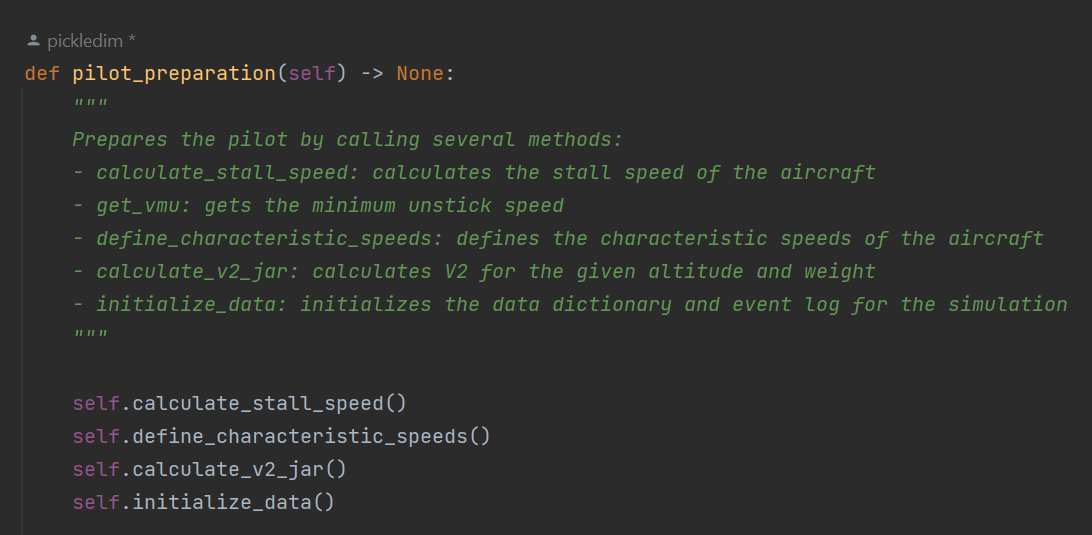 pickledim *
def pilot_preparation(self) -> None:
"""
Prepares the pilot by calling several methods:
- calculate_stall_speed: calculates the stall speed of the aircraft
- get_vmu: gets the minimum unstick speed
- define_characteristic_speeds: defines the characteristic speeds of the aircraft
- calculate_v2_jar: calculates V2 for the given altitude and weight
- initialize_data: initializes the data dictionary and event log for the simulation
"""
self.calculate_stall_speed()
self.define_characteristic_speeds()
self.calculate_v2_jar()
self.initialize_data()